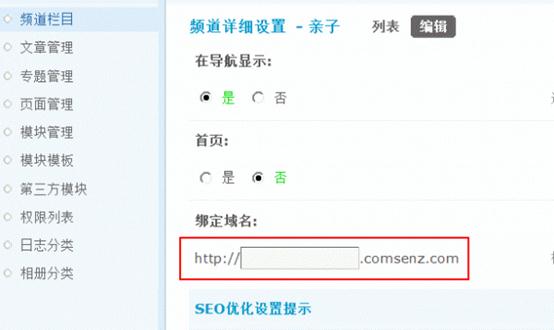 频道栏目
文章管理
专题管理
页面管理
模块管理
模块模板
第三方模块
权限列表
日志分类
相册分类
频道详细设置 - 亲子 列表 编辑
在导航显示:
是 否
首页:
是 否
绑定域名:
http:// .comsenz.com
SEO优化设置提示